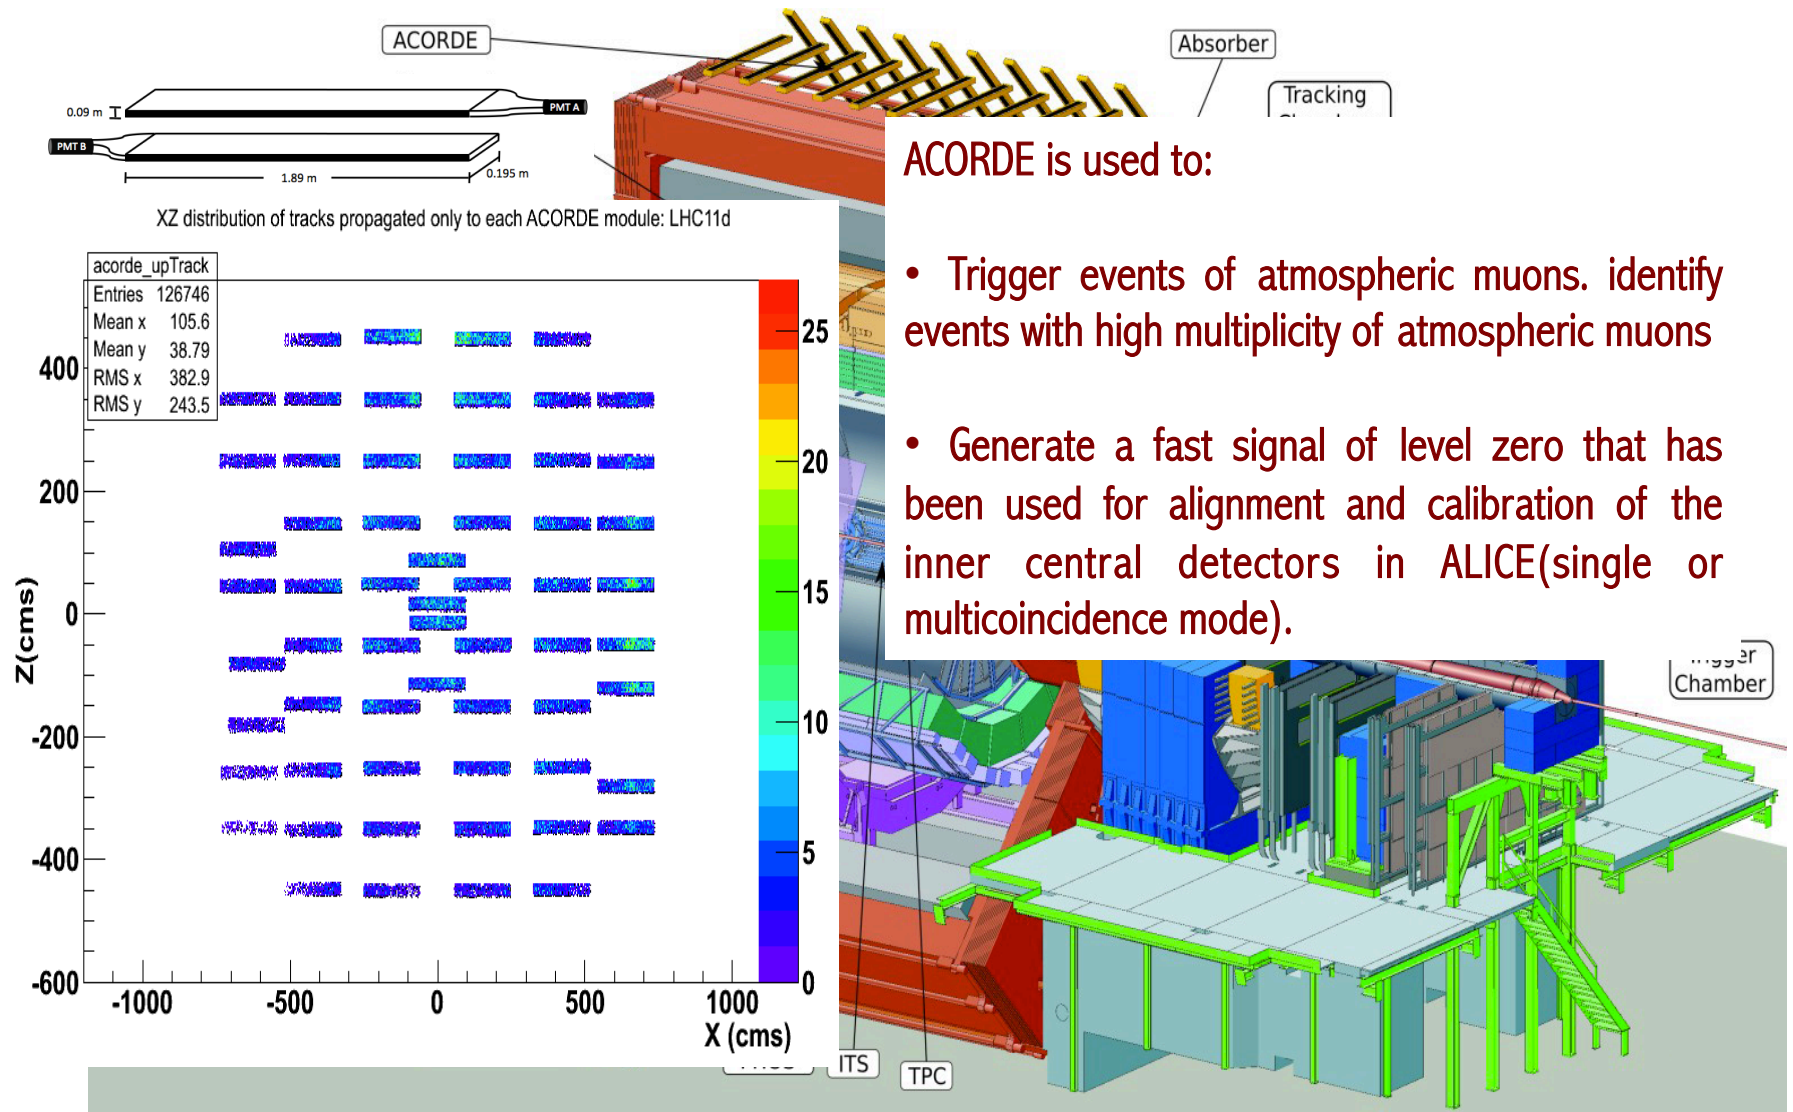 ACORDE
Absorber
Tracking
0.09 m
PMT A
PMT B
1.89 m
0.195 m
ACORDE is used to:
• Trigger events of atmospheric muons. identify
events with high multiplicity of atmospheric muons
• Generate a fast signal of level zero that has
been used for alignment and calibration of the
inner central detectors in ALICE(single or
multicoincidence mode).
XZ distribution of tracks propagated only to each ACORDE module: LHC11d
acorde_upTrack
Entries 126746
Mean x 105.6
Mean y 38.79
RMS x 382.9
RMS y 243.5
400
200
0
-200
-400
-600
Z(cms)
-1000 -500 0 500 1000
X (cms)
25
20
15
10
5
0
Trigger
Chamber
ITS
TPC